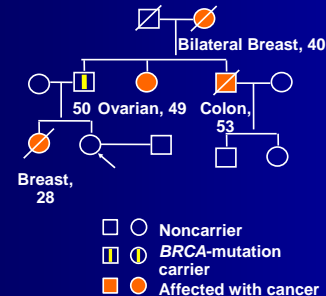 Bilateral Breast, 40
50 Ovarian, 49 Colon,
53
Breast,
28
Noncarrier
BRCA-mutation
carrier
Affected with cancer